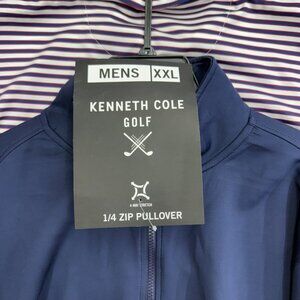 MENS XXL
KENNETH COLE
GOLF
4-WAY STRETCH
1/4 ZIP PULLOVER